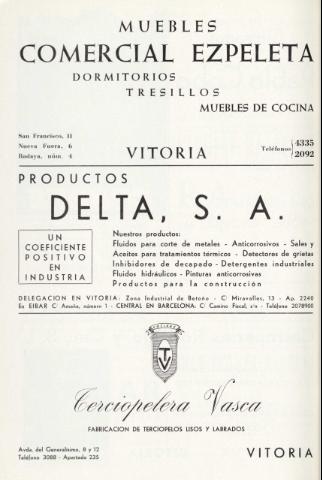 MUEBLES
COMERCIAL EZPELETA
DORMITORIOS
TRESILLOS
MUEBLES DE COCINA
San Francisco, 11
Nueva Fuera, 6
Badaya, núm. 4
VITORIA
Teléfonos 4335
2092
PRODUCTOS
DELTA, S. A.
UN
COEFICIENTE
POSITIVO
EN
INDUSTRIA
Nuestros productos:
Fluidos para corte de metales - Anticorrosivos - Sales y
Aceites para tratamientos térmicos - Detectores de grietas
Inhibidores de decapado - Detergentes industriales
Fluidos hidráulicos - Pinturas anticorrosivas
Productos para la construcción
DELEGACION EN VITORIA: Zona Industrial de Betoño - C/ Miravalles, 13 - Ap. 2240
En EIBAR C/ número 1 - CENTRAL EN BARCELONA: C/ Camino Focal, s/n - Teléfono 2078900
TV
Terciopelera Vasca
FABRICACION DE TERCIOPELOS LISOS Y LABRADOS
Avda. del Generalísimo, 8 y 12
Teléfono 3088 - Apartado 235
VITORIA